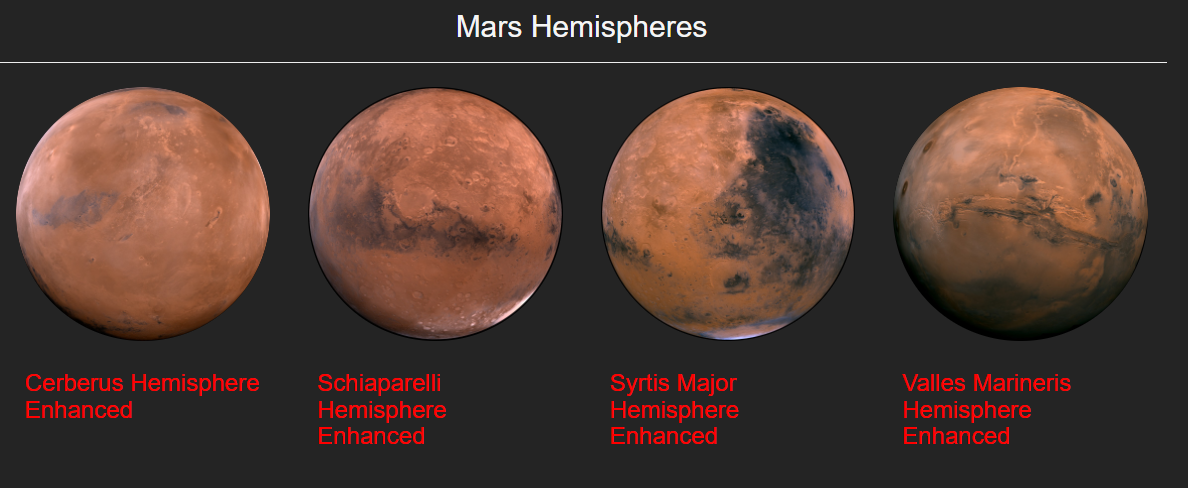 Mars Hemispheres
Cerberus Hemisphere
Enhanced
Schiaparelli
Hemisphere
Enhanced
Syrtis Major
Hemisphere
Enhanced
Valles Marineris
Hemisphere
Enhanced